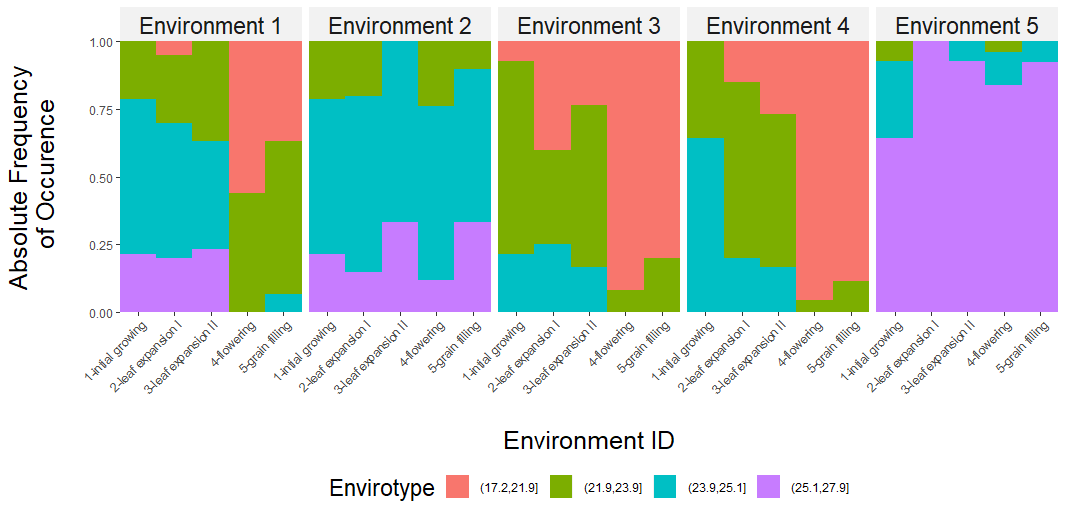 Environment 1 Environment 2 Environment 3 Environment 4 Environment 5
Absolute Frequency
of Occurence
1.00
0.75
0.50
0.25
0.00
1-intial growing 2-leaf expansion I 3-leaf expansion II 4-flowering 5-grain filling 1-intial growing 2-leaf expansion I 3-leaf expansion II 4-flowering 5-grain filling 1-intial growing 2-leaf expansion I 3-leaf expansion II 4-flowering 5-grain filling 1-intial growing 2-leaf expansion I 3-leaf expansion II 4-flowering 5-grain filling 1-intial growing 2-leaf expansion I 3-leaf expansion II 4-flowering 5-grain filling
Environment ID
Envirotype (17.2,21.9] (21.9,23.9] (23.9,25.1] (25.1,27.9]